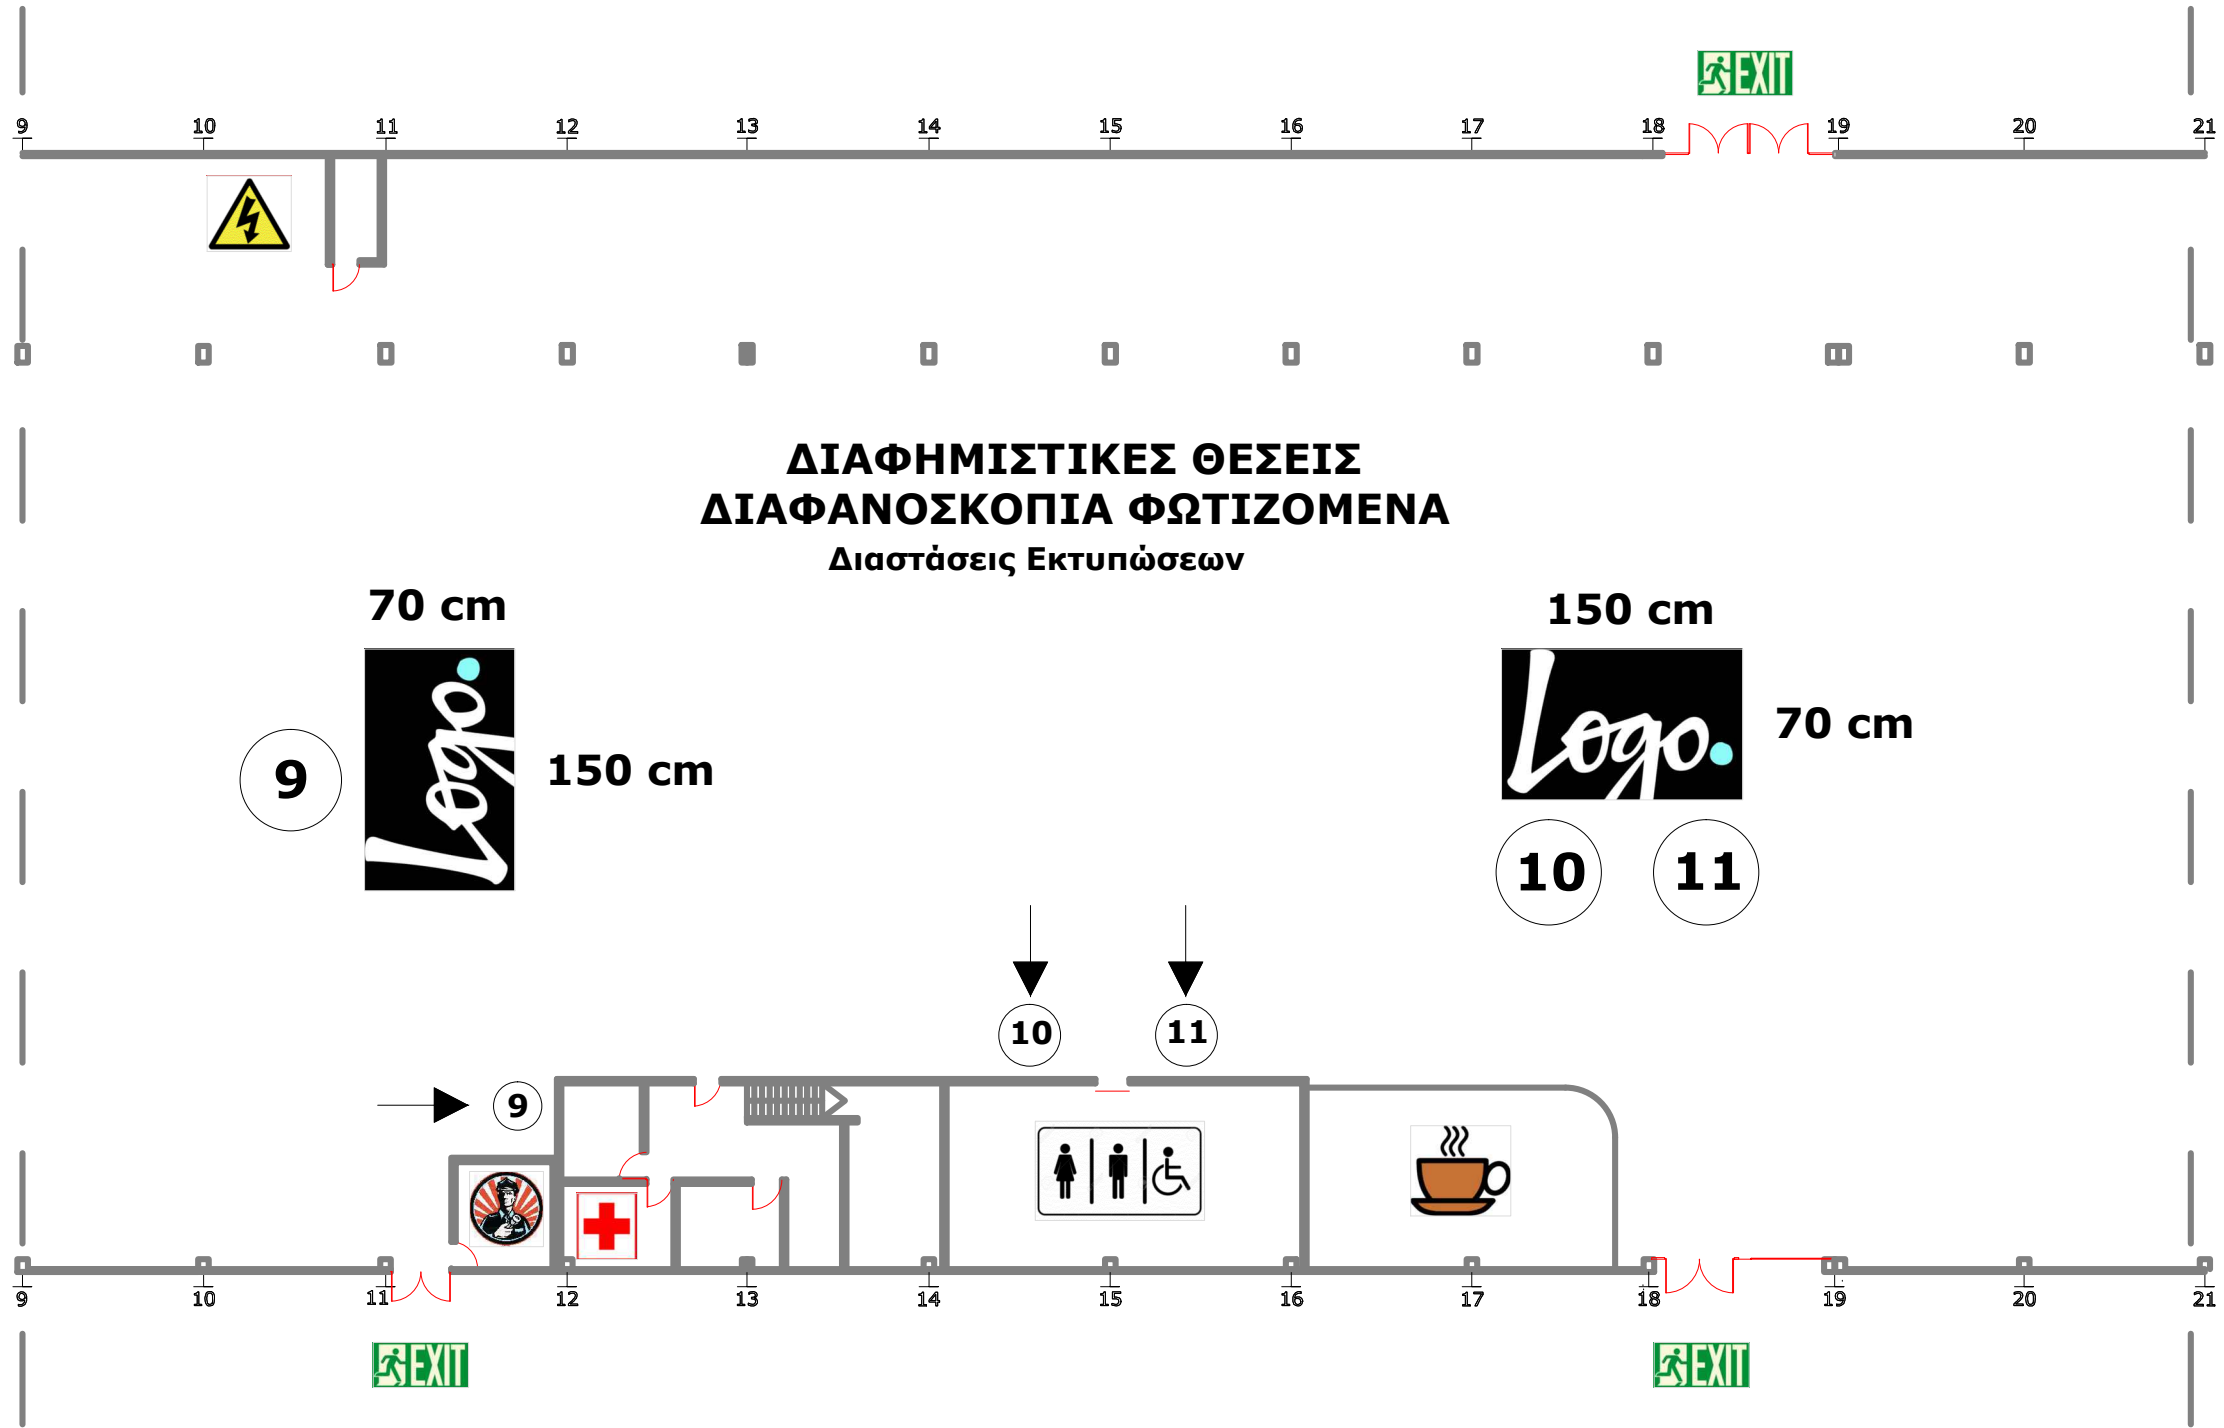 EXIT
9 10 11 12 13 14 15 16 17 18 19 20 21
ΔΙΑΦΗΜΙΣΤΙΚΕΣ ΘΕΣΕΙΣ
ΔΙΑΦΑΝΟΣΚΟΠΙΑ ΦΩΤΙΖΟΜΕΝΑ
Διαστάσεις Εκτυπώσεων
70 cm
Logo.
9
150 cm
150 cm
Logo.
70 cm
10
11
10
11
9
9 10 11 12 13 14 15 16 17 18 19 20 21
EXIT
EXIT